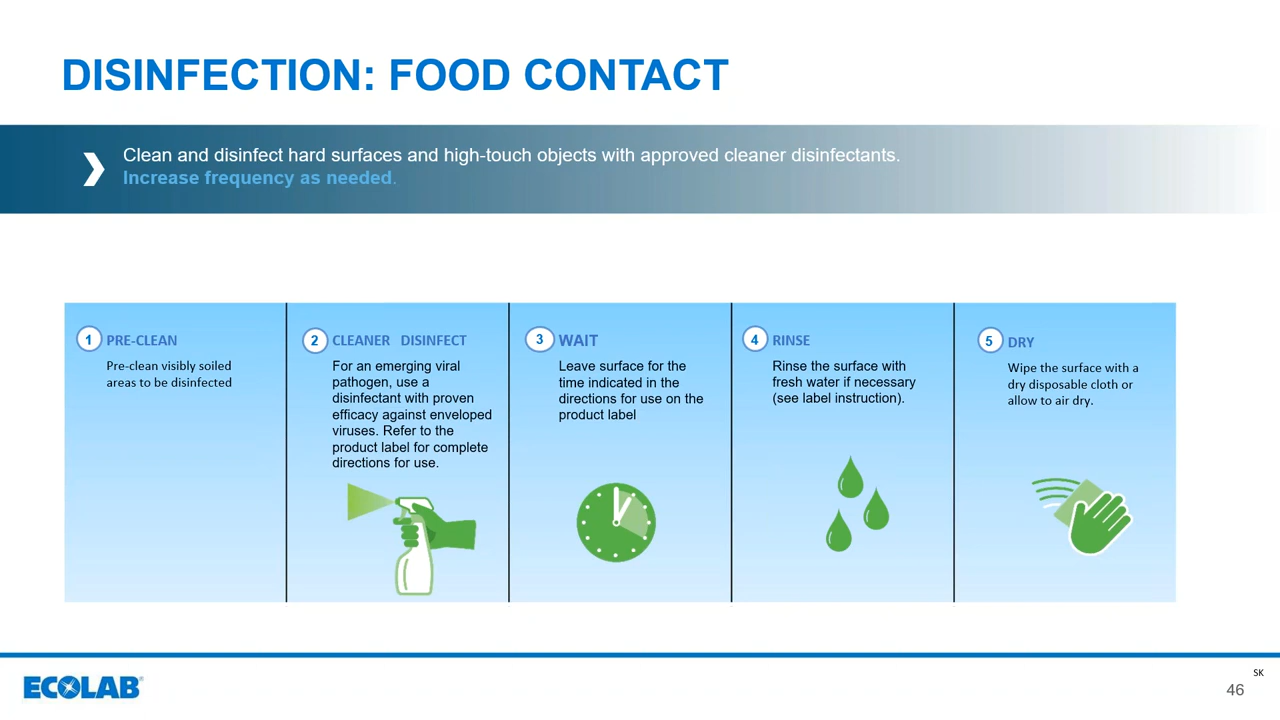 DISINFECTION: FOOD CONTACT
Clean and disinfect hard surfaces and high-touch objects with approved cleaner disinfectants.
Increase frequency as needed.
1 PRE-CLEAN
Pre-clean visibly soiled
areas to be disinfected
2 CLEANER DISINFECT
For an emerging viral
pathogen, use a
disinfectant with proven
efficacy against enveloped
viruses. Refer to the
product label for complete
directions for use.
3 WAIT
Leave surface for the
time indicated in the
directions for use on the
product label
4 RINSE
Rinse the surface with
fresh water if necessary
(see label instruction).
5 DRY
Wipe the surface with a
dry disposable cloth or
allow to air dry.
ECOLAB®
SK
46